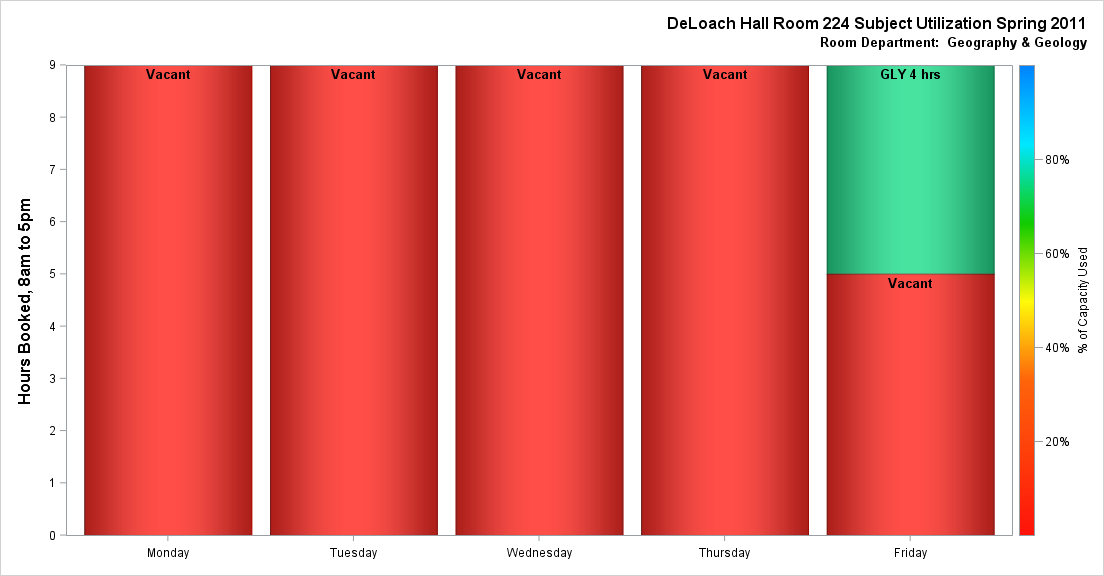 DeLoach Hall Room 224 Subject Utilization Spring 2011
Room Department:  Geography & Geology
Hours Booked, 8am to 5pm
9
8
7
6
5
4
3
2
1
0
Vacant
Vacant
Vacant
Vacant
GLY 4 hrs
Vacant
Monday
Tuesday
Wednesday
Thursday
Friday
80%
60%
40%
20%
% of Capacity Used